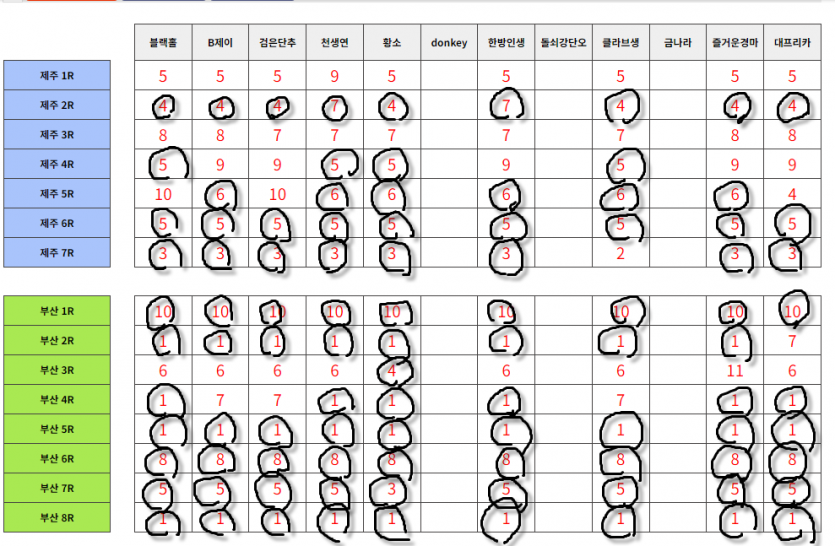 블랙홀 B제이 검은단추 천생연 황소 donkey 한방인생 돌쇠강단오 클라브생 금나라 즐거운경마 대프리카
제주 1R 5 5 5 9 5 5 5 5 5
제주 2R 4 4 4 7 4 7 4 4 4
제주 3R 8 8 7 7 7 7 7 8 8
제주 4R 5 9 9 5 5 9 5 9 9
제주 5R 10 6 10 6 6 6 6 6 4
제주 6R 5 5 5 5 5 5 5 5 5
제주 7R 3 3 3 3 3 3 2 3 3
부산 1R 10 10 10 10 10 10 10 10 10
부산 2R 1 1 1 1 1 1 1 1 7
부산 3R 6 6 6 6 4 6 6 11 6
부산 4R 1 7 7 1 1 1 7 1 1
부산 5R 1 1 1 1 1 1 1 1 1
부산 6R 8 8 8 8 8 8 8 8 8
부산 7R 5 5 5 5 3 5 5 5 5
부산 8R 1 1 1 1 1 1 1 1 1